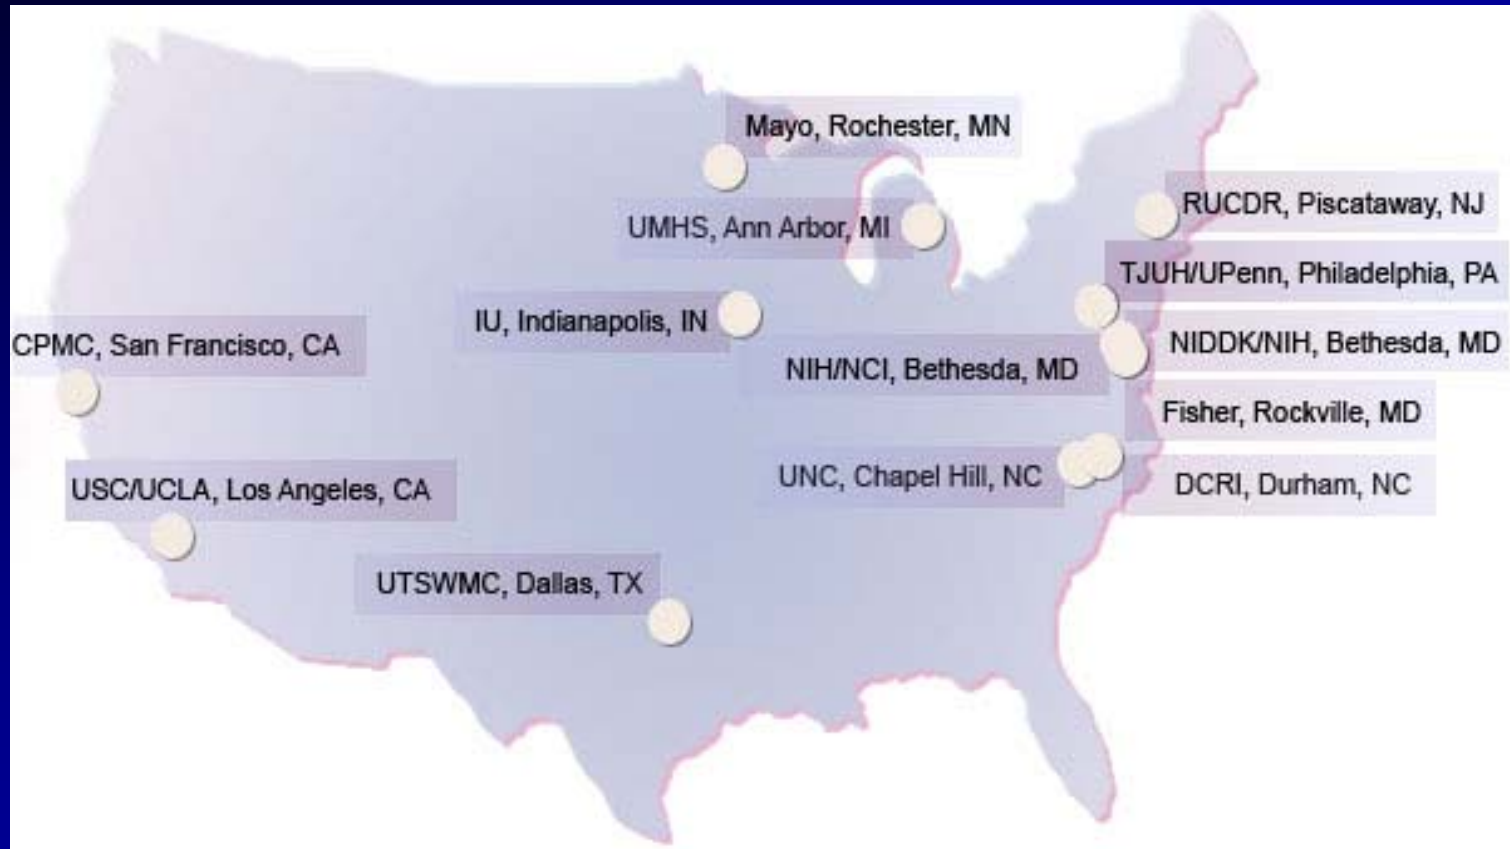 Mayo, Rochester, MN
RUCDR, Piscataway, NJ
UMHS, Ann Arbor, MI
TJUH/UPenn, Philadelphia, PA
IU, Indianapolis, IN
CPMC, San Francisco, CA
NIDDK/NIH, Bethesda, MD
NIH/NCI, Bethesda, MD
Fisher, Rockville, MD
UNC, Chapel Hill, NC
DCRI, Durham, NC
USC/UCLA, Los Angeles, CA
UTSWMC, Dallas, TX